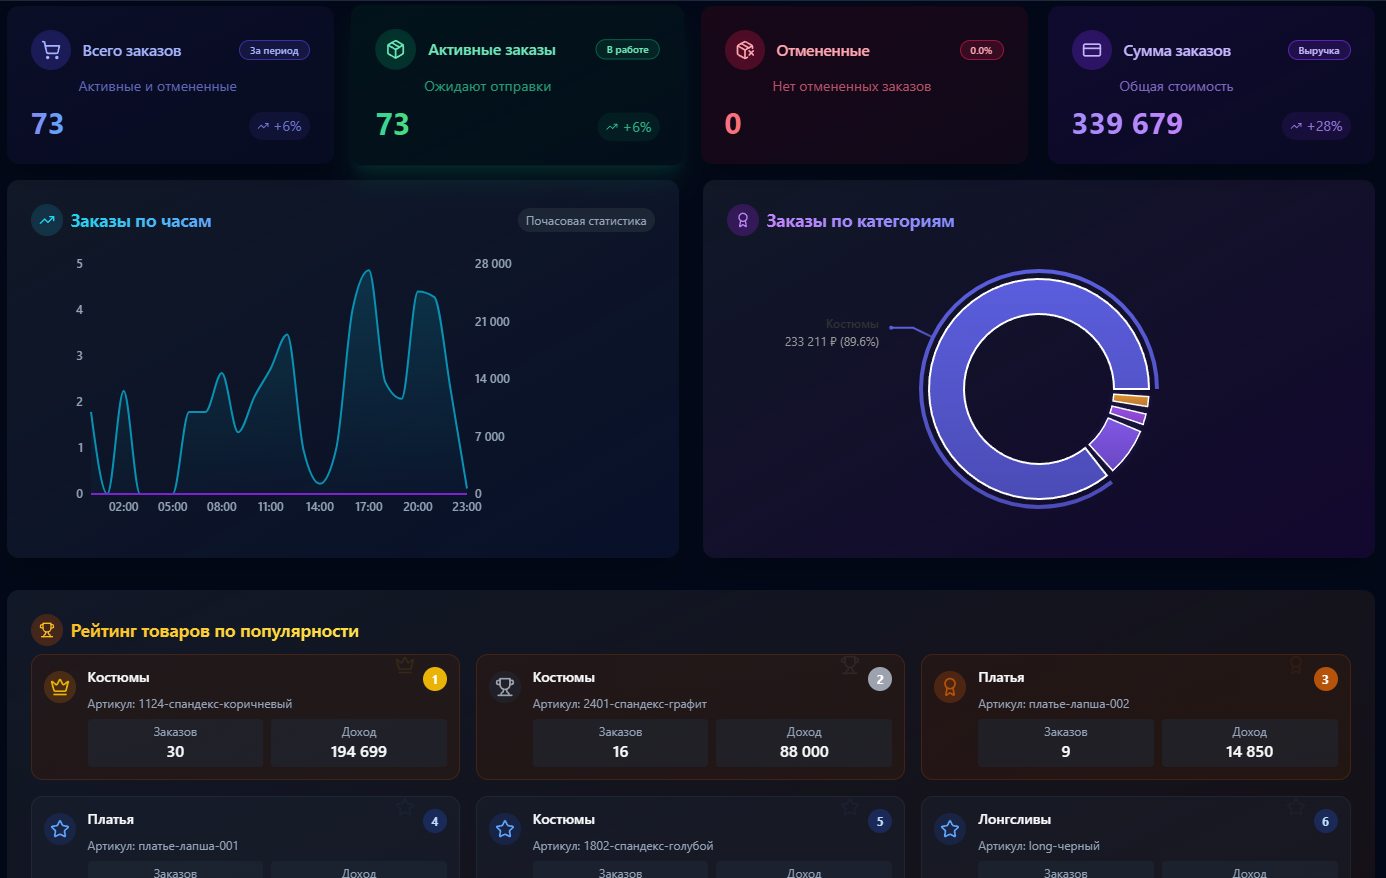 Всего заказов
За период
Активные и отмененные
73
+6%
Активные заказы
В работе
Ожидают отправки
73
+6%
Отмененные
0.0%
Нет отмененных заказов
0
Сумма заказов
Выручка
Общая стоимость
339 679
+28%
Заказы по часам
Почасовая статистика
5
4
3
2
1
0
28 000
21 000
14 000
7 000
0
02:00 05:00 08:00 11:00 14:00 17:00 20:00 23:00
Заказы по категориям
Костюмы
233 211 ₽ (89.6%)
Рейтинг товаров по популярности
Костюмы
1
Артикул: 1124-спандекс-коричневый
Заказов Доход
30 194 699
Костюмы
2
Артикул: 2401-спандекс-графит
Заказов Доход
16 88 000
Платья
3
Артикул: платье-лапша-002
Заказов Доход
9 14 850
Платья
4
Артикул: платье-лапша-001
Заказов Доход
Костюмы
5
Артикул: 1802-спандекс-голубой
Заказов Доход
Лонгсливы
6
Артикул: long-черный
Заказов Доход